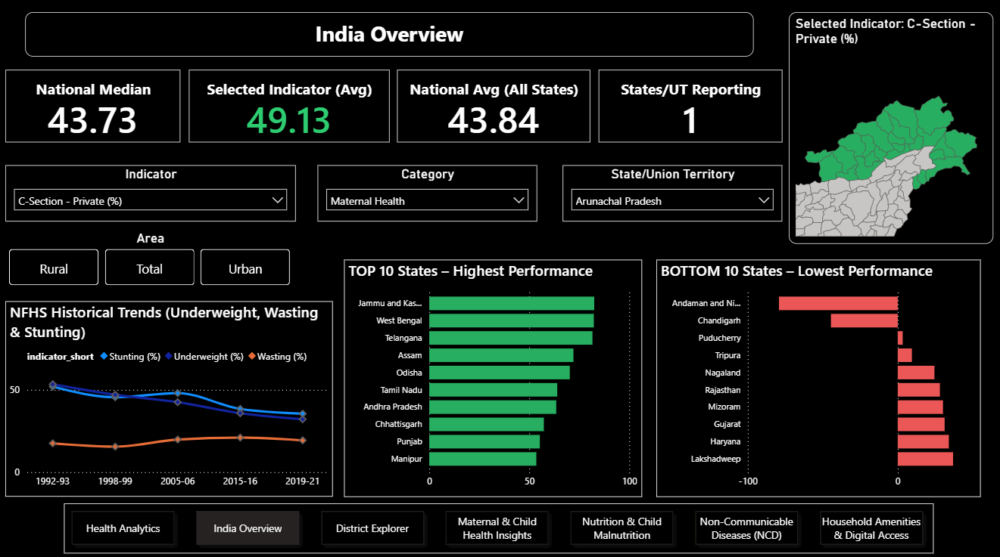 India Overview
Selected Indicator: C-Section -
Private (%)
National Median
43.73
Selected Indicator (Avg)
49.13
National Avg (All States)
43.84
States/UT Reporting
1
Indicator
C-Section - Private (%)
Category
Maternal Health
State/Union Territory
Arunachal Pradesh
Area
Rural
Total
Urban
NFHS Historical Trends (Underweight, Wasting
& Stunting)
indicator_short Stunting (%) Underweight (%) Wasting (%)
50
0
1992-93 1998-99 2005-06 2015-16 2019-21
TOP 10 States – Highest Performance
Jammu and Kas...
West Bengal
Telangana
Assam
Odisha
Tamil Nadu
Andhra Pradesh
Chhattisgarh
Punjab
Manipur
0 50 100
BOTTOM 10 States – Lowest Performance
Andaman and Ni...
Chandigarh
Puducherry
Tripura
Nagaland
Rajasthan
Mizoram
Gujarat
Haryana
Lakshadweep
-100 0
Health Analytics
India Overview
District Explorer
Maternal & Child
Health Insights
Nutrition & Child
Malnutrition
Non-Communicable
Diseases (NCD)
Household Amenities
& Digital Access